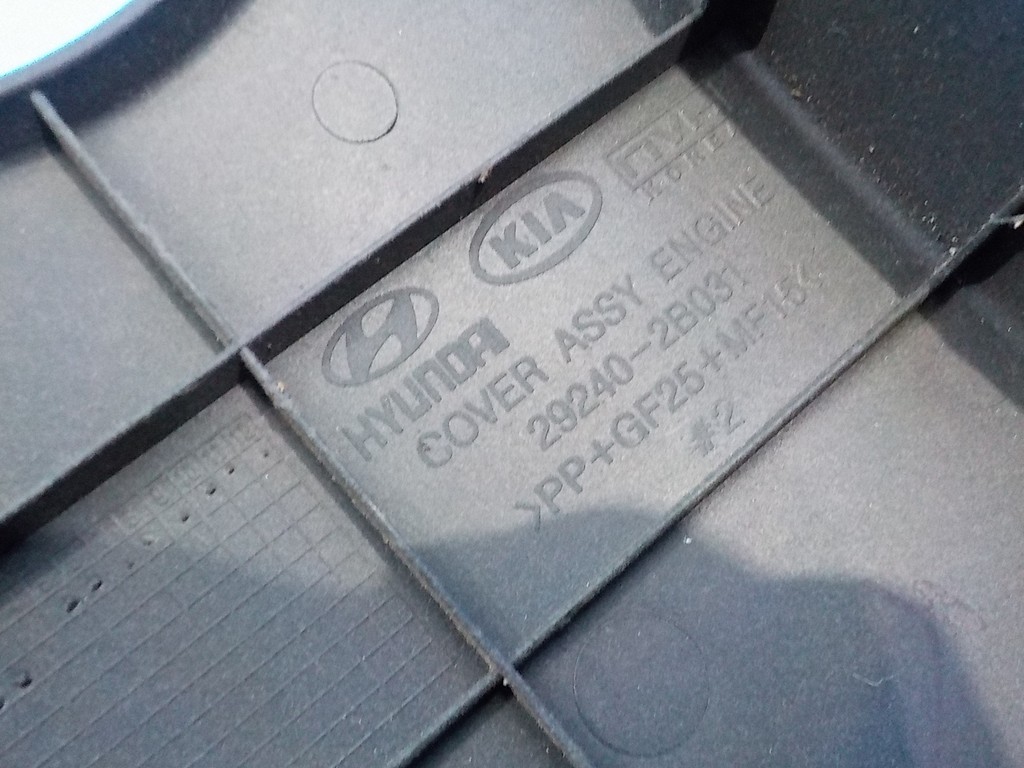 HYUNDAI KIA
KOREA
COVER ASSY ENGINE
29240-2B031
>PP+GF25+MF15<
#2